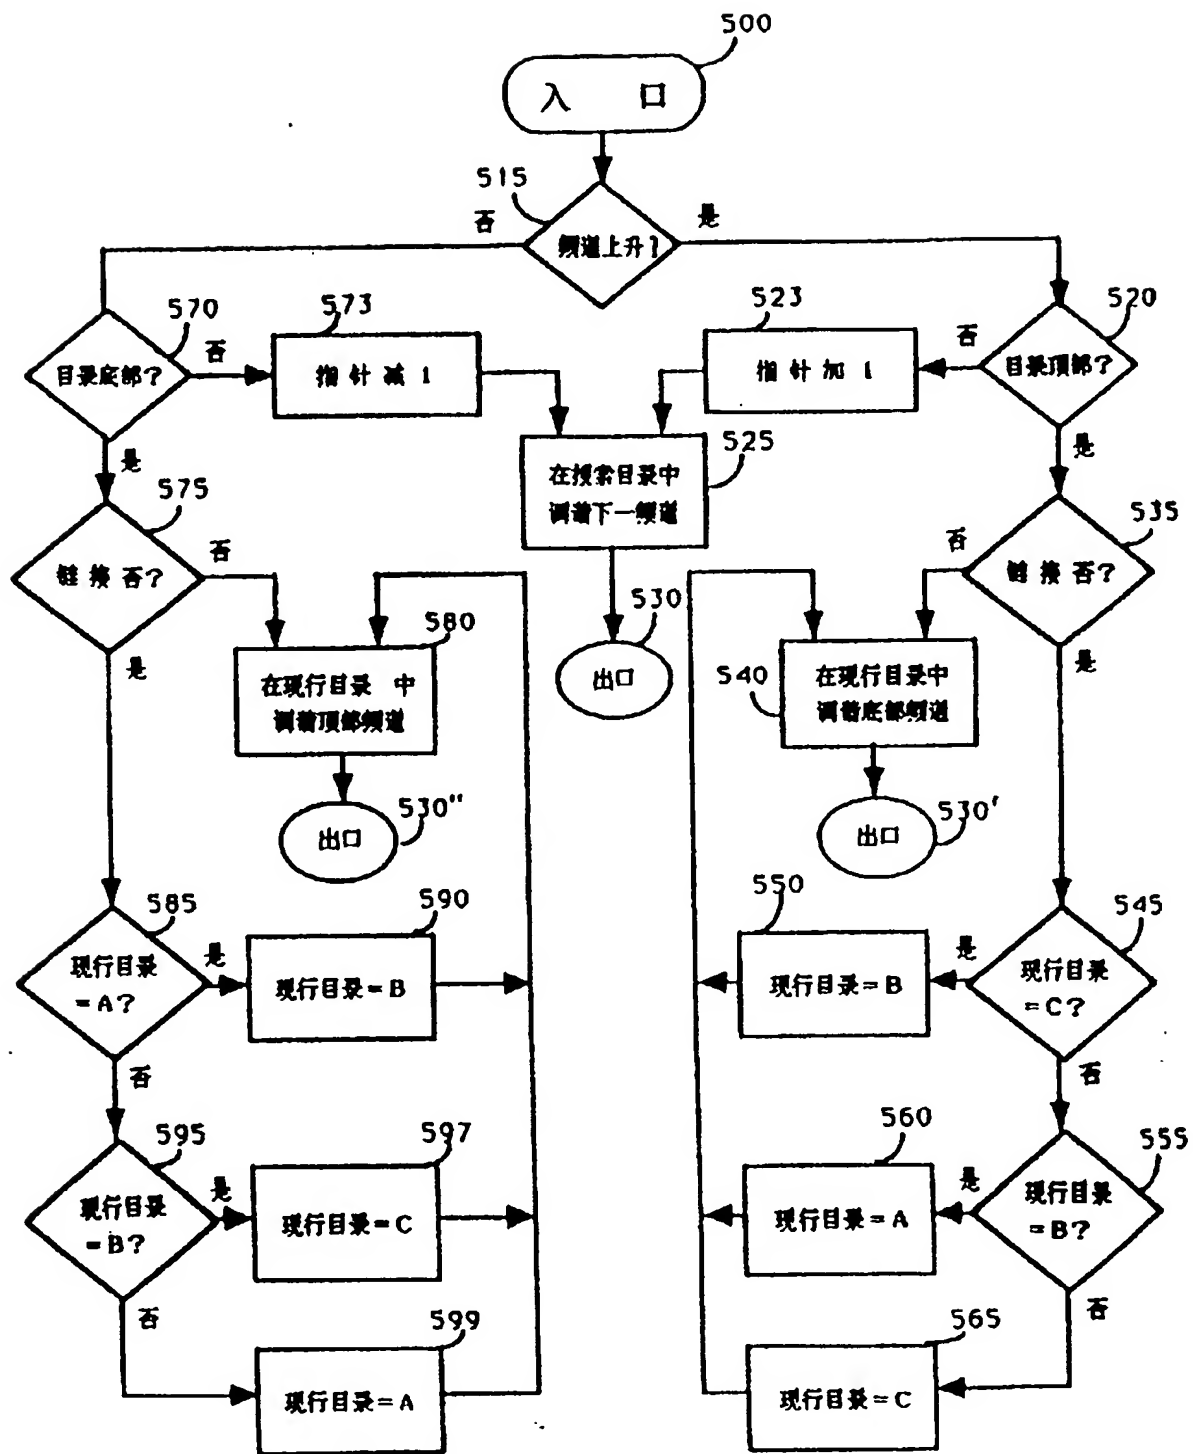 500
入 口
515
否
是
频道上升?
570
573
523
520
目录底部?
否
指针减 1
指针加 1
否
目录顶部?
是
525
是
在搜索目录中
调谐下一频道
575
535
链接否?
否
否
链接否?
530
出口
580
540
是
是
在现行目录 中
调谐顶部频道
在现行目录中
调谐底部频道
530"
出口
530'
出口
585
590
550
545
现行目录
=A?
是
现行目录=B
现行目录=B
是
现行目录
=C?
否
否
595
597
560
555
现行目录
=B?
是
现行目录=C
现行目录=A
是
现行目录
=B?
否
否
599
565
现行目录=A
现行目录=C